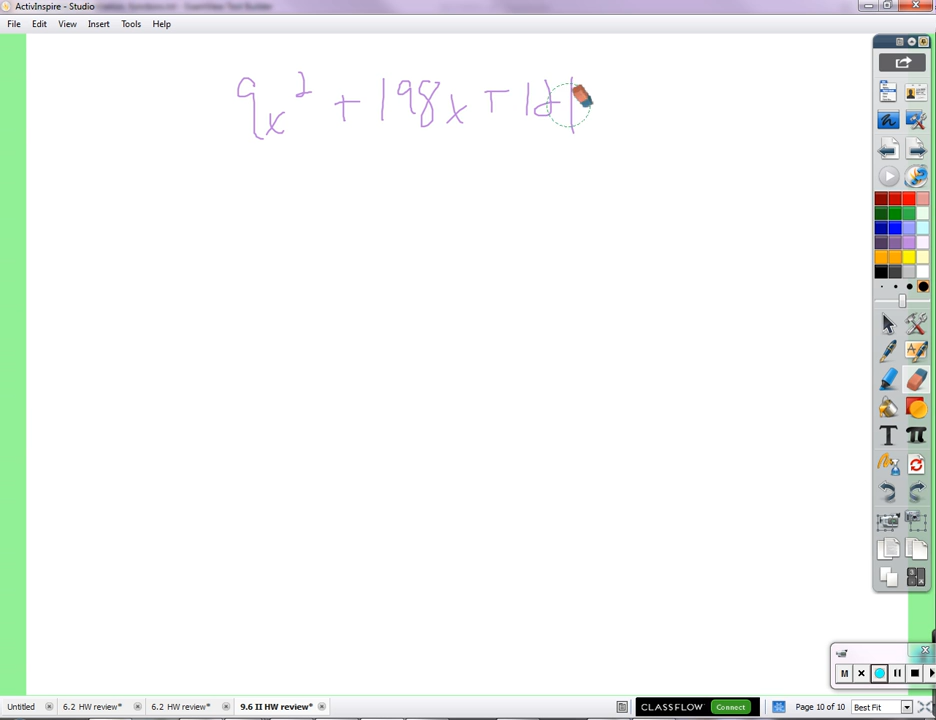 ActivInspire - Studio
File Edit View Insert Tools Help
9x² + 198x + 121
Untitled 6.2 HW review* 6.2 HW review* 9.6 II HW review* CLASSFLOW Connect Page 10 of 10 Best Fit
M